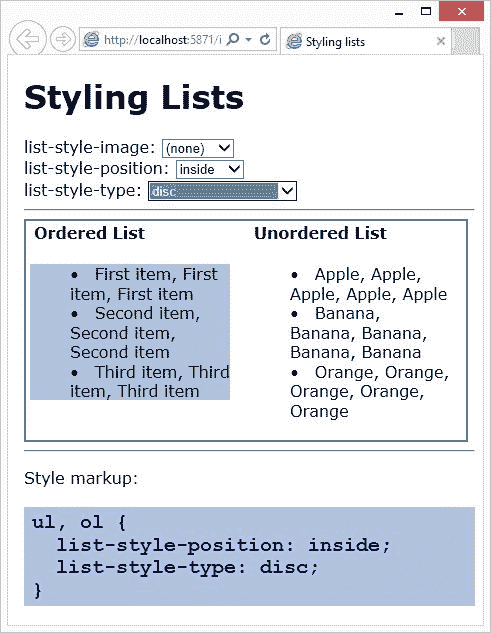 http://localhost:5871/i
Styling lists
Styling Lists
list-style-image: (none)
list-style-position: inside
list-style-type: disc
Ordered List
• First item, First
item, First item
• Second item,
Second item,
Second item
• Third item, Third
item, Third item
Unordered List
• Apple, Apple,
Apple, Apple, Apple
• Banana,
Banana, Banana,
Banana, Banana
• Orange, Orange,
Orange, Orange,
Orange
Style markup:
ul, ol {
  list-style-position: inside;
  list-style-type: disc;
}